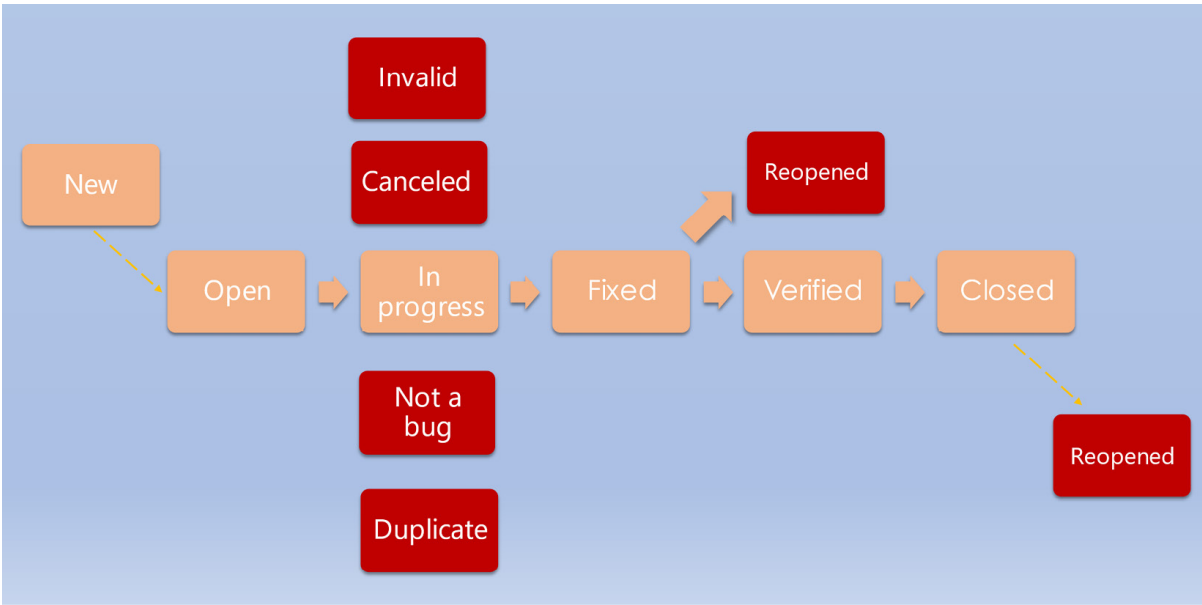 Invalid
Canceled
Reopened
New
Open
In
progress
Fixed
Verified
Closed
Not a
bug
Duplicate
Reopened